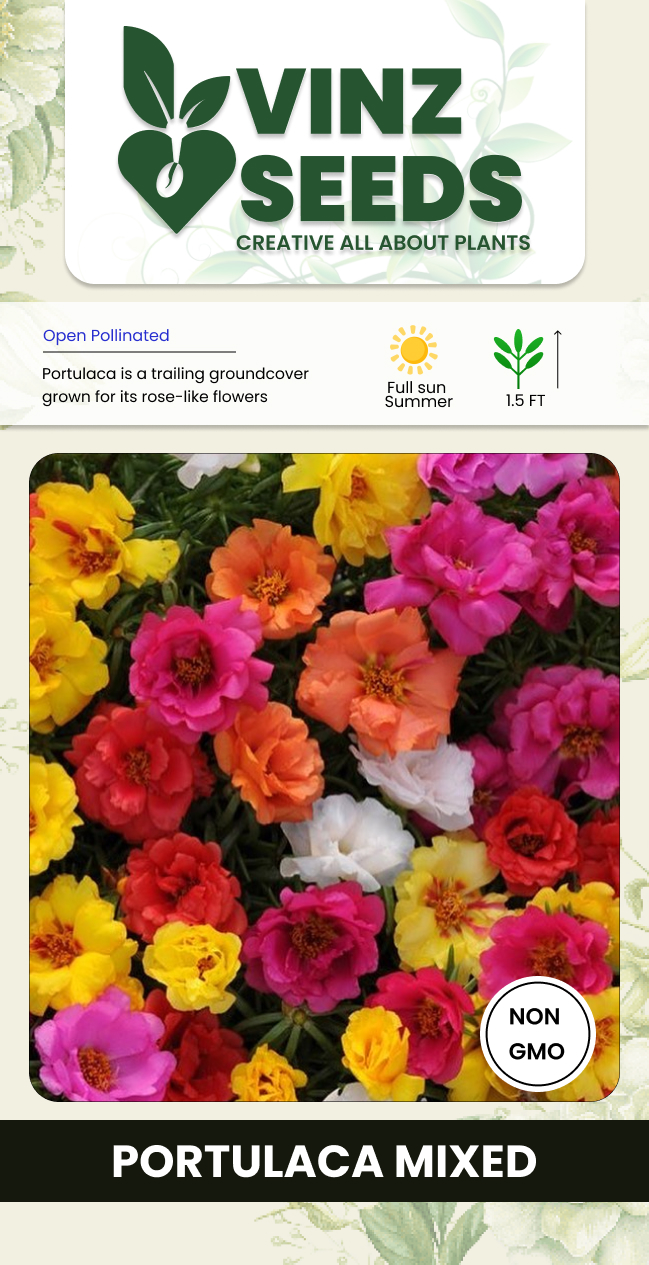 VINZ
SEEDS
CREATIVE ALL ABOUT PLANTS
Open Pollinated
Portulaca is a trailing groundcover
grown for its rose-like flowers
Full sun
Summer
1.5 FT
NON
GMO
PORTULACA MIXED